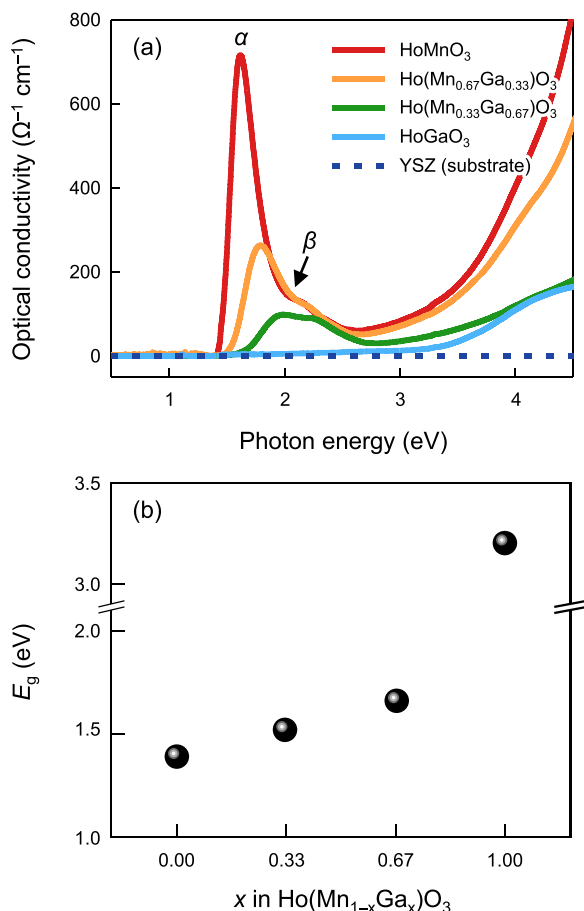 (a)
α
β
HoMnO₃
Ho(Mn₀.₆₇Ga₀.₃₃)O₃
Ho(Mn₀.₃₃Ga₀.₆₇)O₃
HoGaO₃
YSZ (substrate)
Optical conductivity (Ω⁻¹ cm⁻¹)
800
600
400
200
0
1
2
3
4
Photon energy (eV)
(b)
E_g (eV)
3.5
3.0
2.0
1.5
1.0
0.00
0.33
0.67
1.00
x in Ho(Mn₁₋ₓGaₓ)O₃